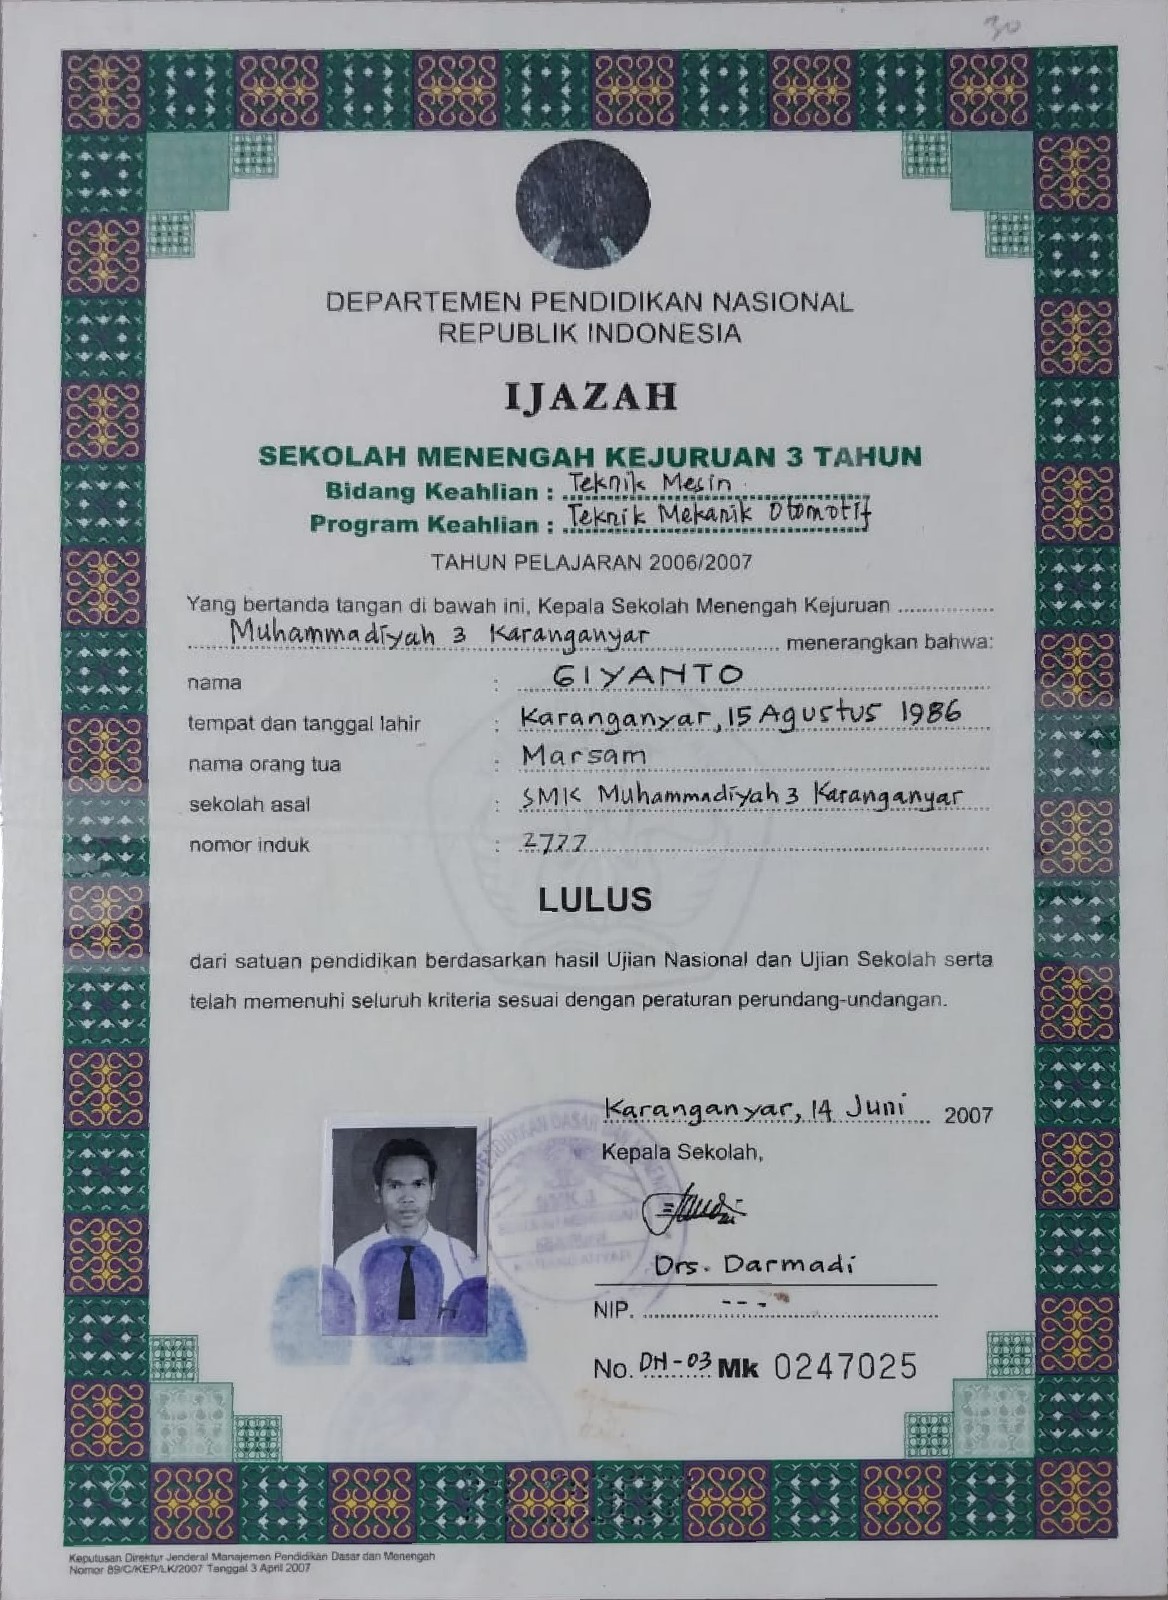 30
DEPARTEMEN PENDIDIKAN NASIONAL
REPUBLIK INDONESIA
IJAZAH
SEKOLAH MENENGAH KEJURUAN 3 TAHUN
Bidang Keahlian : Teknik Mesin
Program Keahlian : Teknik Mekanik Otomotif
TAHUN PELAJARAN 2006/2007
Yang bertanda tangan di bawah ini, Kepala Sekolah Menengah Kejuruan ...............
Muhammadiyah 3 Karanganyar menerangkan bahwa:
nama : GIYANTO
tempat dan tanggal lahir : Karanganyar, 15 Agustus 1986
nama orang tua : Marsam
sekolah asal : SMK Muhammadiyah 3 Karanganyar
nomor induk : 2777
LULUS
dari satuan pendidikan berdasarkan hasil Ujian Nasional dan Ujian Sekolah serta
telah memenuhi seluruh kriteria sesuai dengan peraturan perundang-undangan.
Karanganyar, 14 Juni 2007
Kepala Sekolah,
Drs. Darmadi
NIP. ---
No. DN-03 Mk 0247025
Keputusan Direktur Jenderal Manajemen Pendidikan Dasar dan Menengah
Nomor 89/C/KEP/LK/2007 Tanggal 3 April 2007